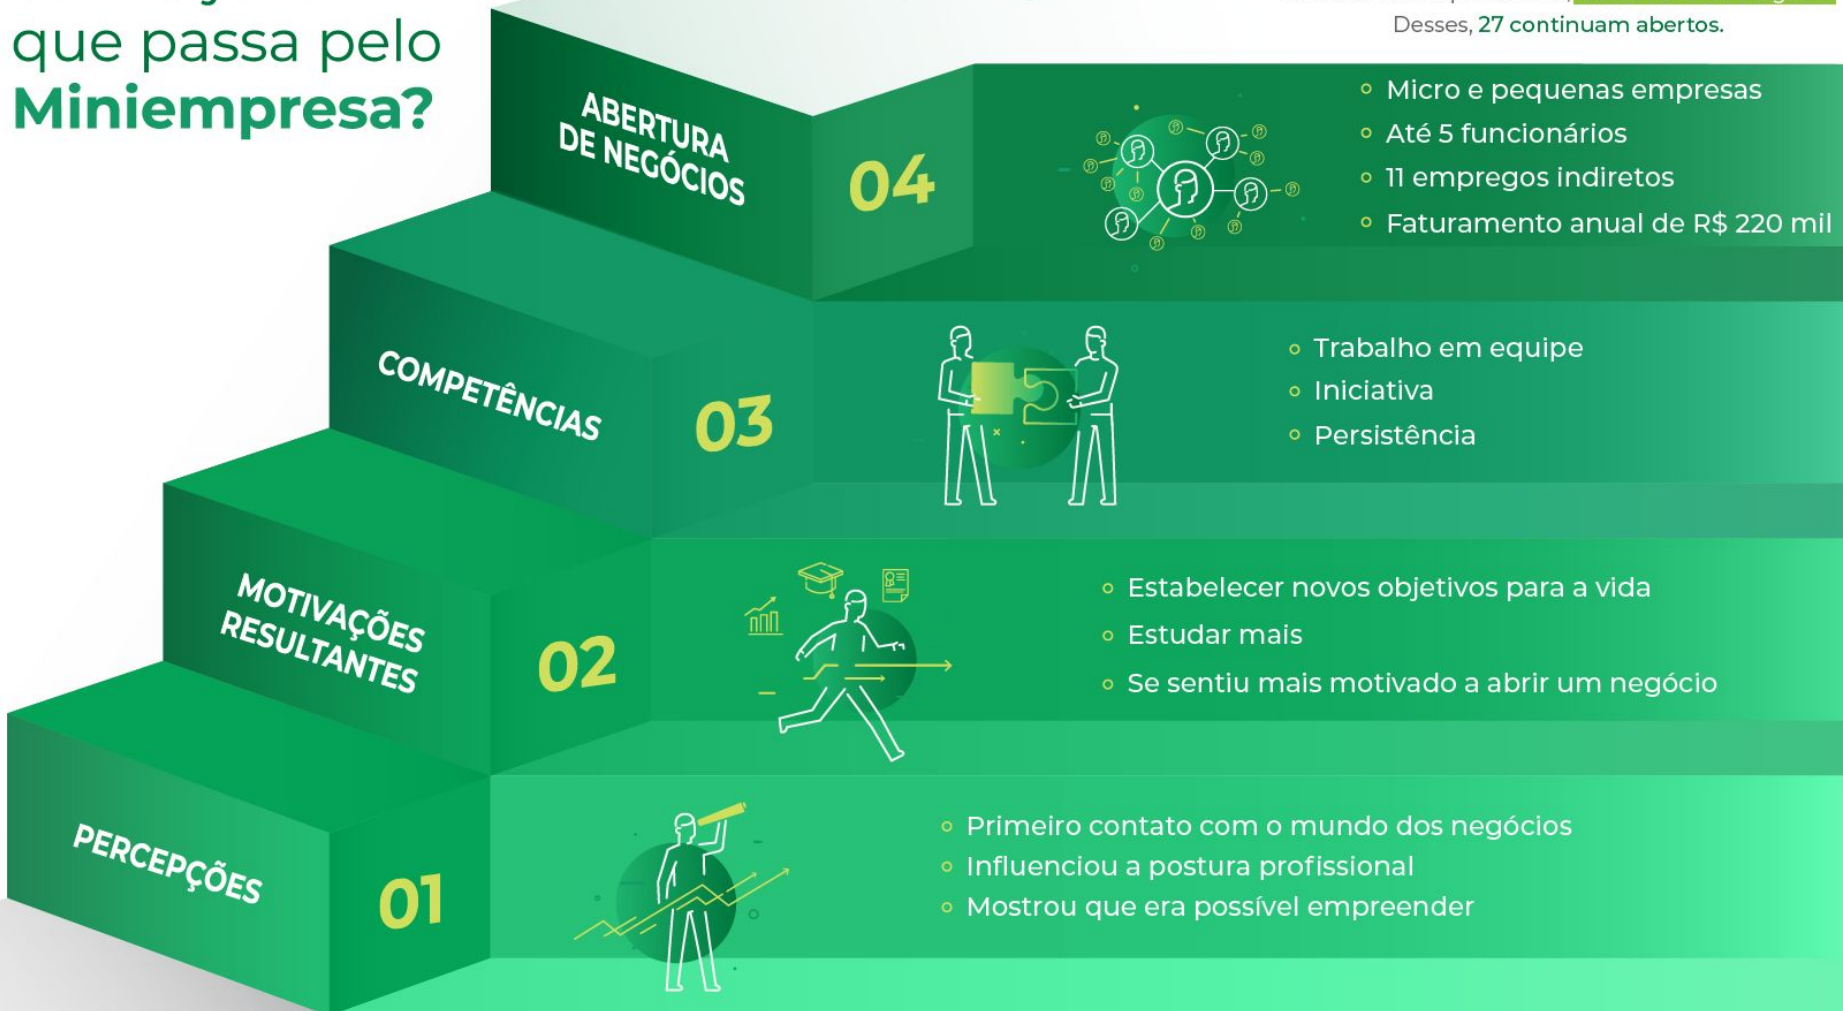 que passa pelo
Miniempresa?
Desses, 27 continuam abertos.
ABERTURA
DE NEGÓCIOS
04
Micro e pequenas empresas
Até 5 funcionários
11 empregos indiretos
Faturamento anual de R$ 220 mil
COMPETÊNCIAS
03
Trabalho em equipe
Iniciativa
Persistência
MOTIVAÇÕES
RESULTANTES
02
Estabelecer novos objetivos para a vida
Estudar mais
Se sentiu mais motivado a abrir um negócio
PERCEPÇÕES
01
Primeiro contato com o mundo dos negócios
Influenciou a postura profissional
Mostrou que era possível empreender